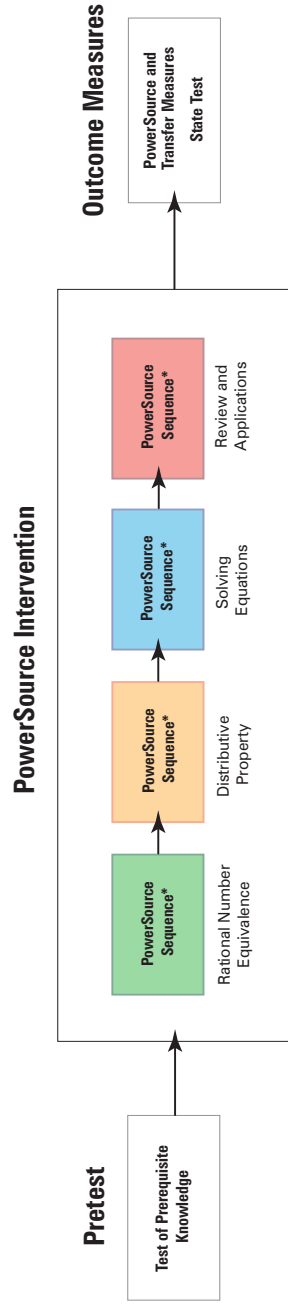 Pretest
Test of Prerequisite
Knowledge
PowerSource Intervention
PowerSource
Sequence*
Rational Number
Equivalence
PowerSource
Sequence*
Distributive
Property
PowerSource
Sequence*
Solving
Equations
PowerSource
Sequence*
Review and
Applications
Outcome Measures
PowerSource and
Transfer Measures
State Test